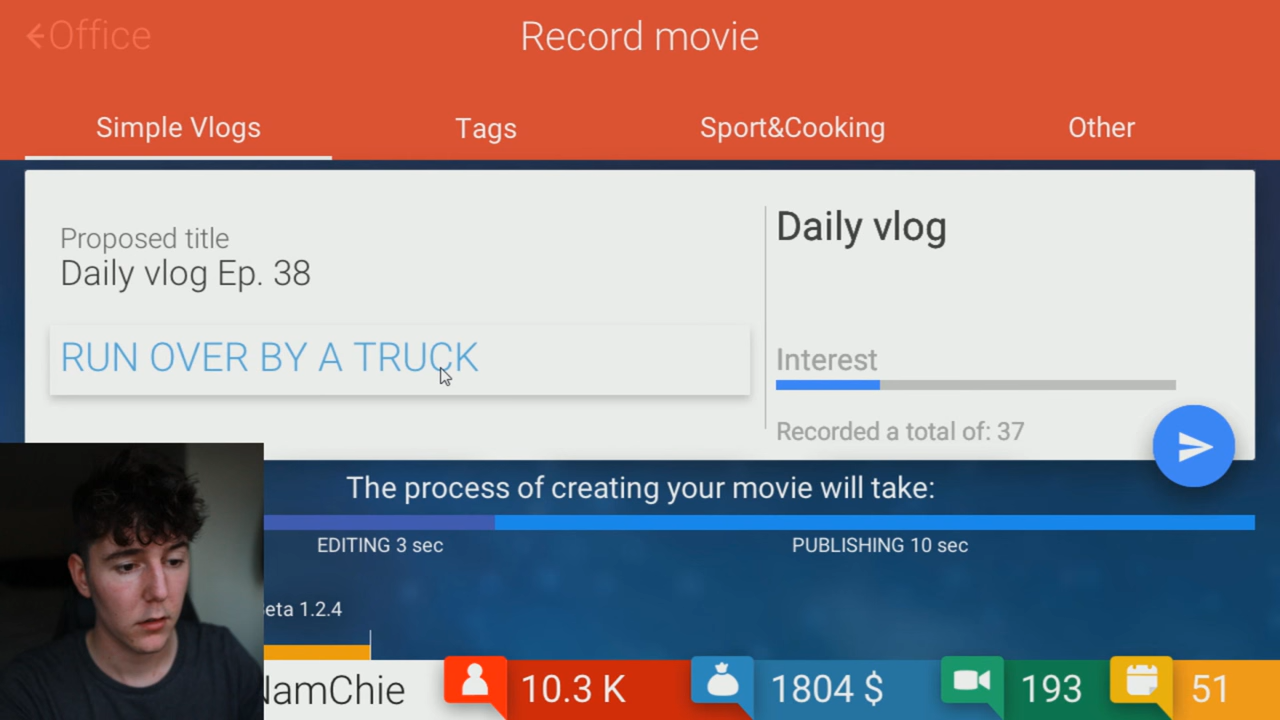 Office
Record movie
Simple Vlogs
Tags
Sport&Cooking
Other
Proposed title
Daily vlog Ep. 38
RUN OVER BY A TRUCK
Daily vlog
Interest
Recorded a total of: 37
The process of creating your movie will take:
EDITING 3 sec
PUBLISHING 10 sec
1.2.4
10.3 K
1804 $
193
51